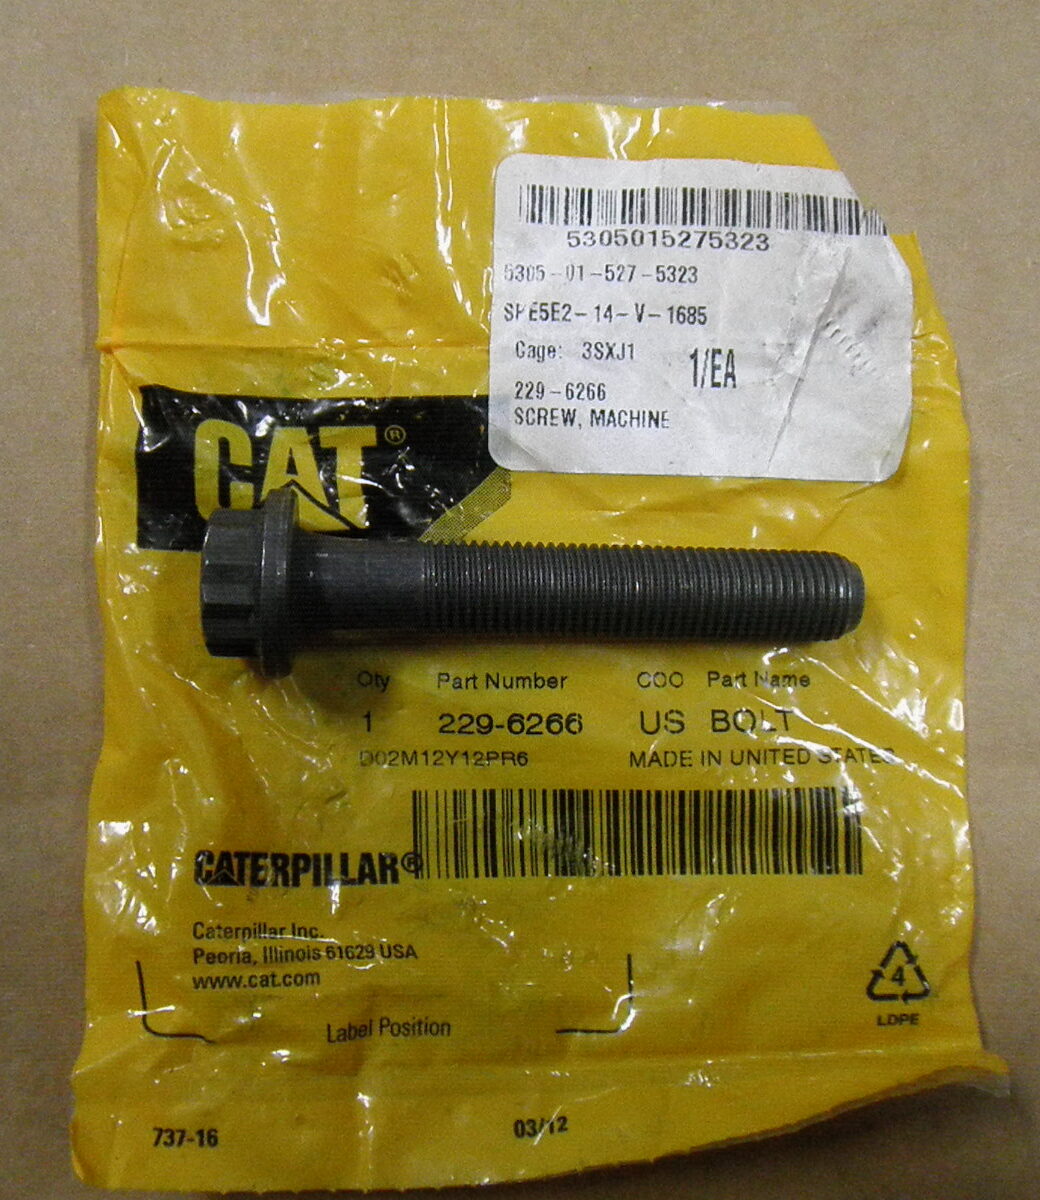 5305015275323
5305-01-527-5323
SPE5E2-14-V-1685
Cage: 3SXJ1
1/EA
229-6266
SCREW, MACHINE
CAT®
Qty Part Number COO Part Name
1 229-6266 US BOLT
D02M12Y12PR6 MADE IN UNITED STATES
CATERPILLAR®
Caterpillar Inc.
Peoria, Illinois 61629 USA
www.cat.com
Label Position
4
LDPE
737-16 03/12